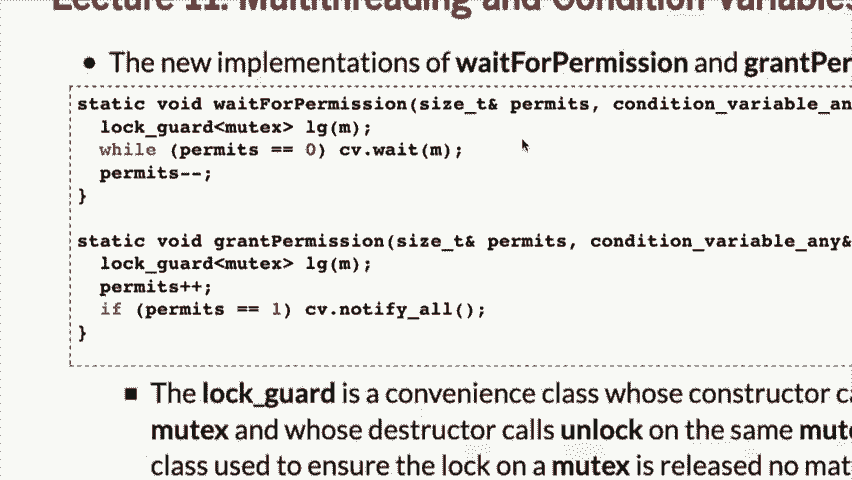 Lecture 11: Multithreading and Condition Variables
● The new implementations of waitForPermission and grantPer
static void waitForPermission(size_t& permits, condition_variable_an
lock_guard<mutex> lg(m);
while (permits == 0) cv.wait(m);
permits--;
}
static void grantPermission(size_t& permits, condition_variable_any&
lock_guard<mutex> lg(m);
permits++;
if (permits == 1) cv.notify_all();
}
■ The lock_guard is a convenience class whose constructor ca
mutex and whose destructor calls unlock on the same mute
class used to ensure the lock on a mutex is released no mat